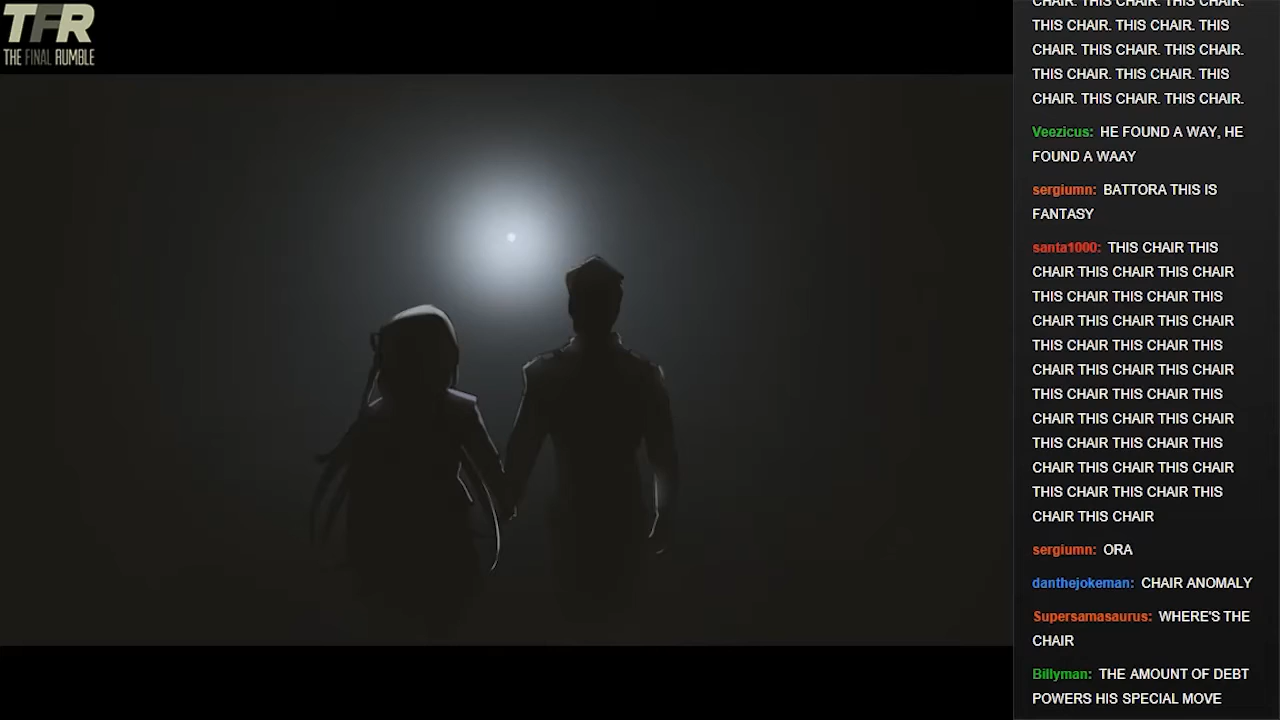 TFR
THE FINAL RUMBLE
CHAIR. THIS CHAIR. THIS CHAIR.
THIS CHAIR. THIS CHAIR. THIS
CHAIR. THIS CHAIR. THIS CHAIR.
THIS CHAIR. THIS CHAIR. THIS
CHAIR. THIS CHAIR. THIS CHAIR.
Veezicus: HE FOUND A WAY, HE
FOUND A WAAY
sergiumn: BATTORA THIS IS
FANTASY
santa1000: THIS CHAIR THIS
CHAIR THIS CHAIR THIS CHAIR
THIS CHAIR THIS CHAIR THIS
CHAIR THIS CHAIR THIS CHAIR
THIS CHAIR THIS CHAIR THIS
CHAIR THIS CHAIR THIS CHAIR
THIS CHAIR THIS CHAIR THIS
CHAIR THIS CHAIR THIS CHAIR
THIS CHAIR THIS CHAIR THIS
CHAIR THIS CHAIR THIS CHAIR
THIS CHAIR THIS CHAIR THIS
CHAIR THIS CHAIR
sergiumn: ORA
danthejokeman: CHAIR ANOMALY
Supersamasaurus: WHERE'S THE
CHAIR
Billyman: THE AMOUNT OF DEBT
POWERS HIS SPECIAL MOVE